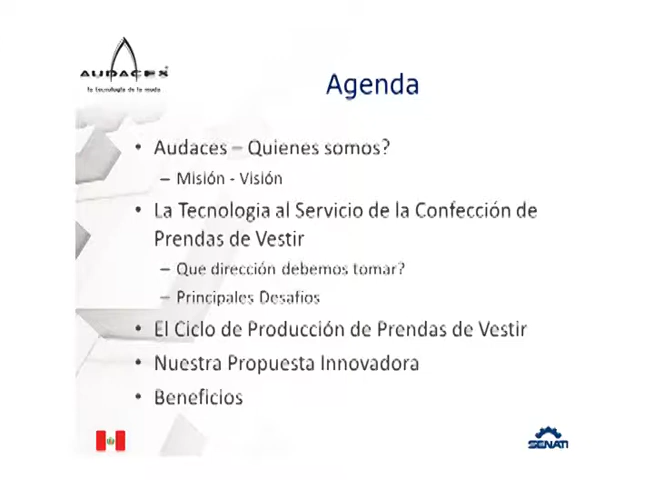 AUDACES
la tecnología de la moda
Agenda
• Audaces – Quienes somos?
– Misión - Visión
• La Tecnologia al Servicio de la Confección de
Prendas de Vestir
– Que dirección debemos tomar?
– Principales Desafios
• El Ciclo de Producción de Prendas de Vestir
• Nuestra Propuesta Innovadora
• Beneficios
SENATI